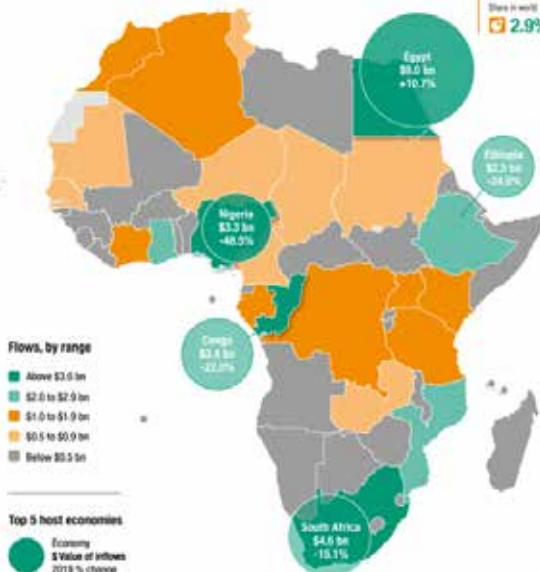 Share in world
2.9%
Egypt
$9.0 bn
+10.7%
Ethiopia
$2.5 bn
Nigeria
$3.3 bn
-48.5%
Congo
$3.4 bn
-22.0%
Flows, by range
Above $3.0 bn
$2.0 to $2.9 bn
$1.0 to $1.9 bn
$0.5 to $0.9 bn
Below $0.5 bn
Top 5 host economies
South Africa
$4.6 bn
-15.1%
Economy
$ Value of inflows
2019 % change